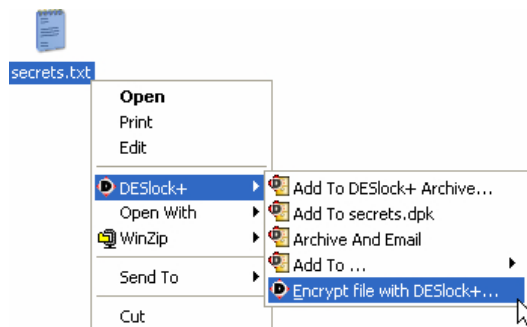 secrets.txt
Open
Print
Edit
DESlock+
Open With
WinZip
Send To
Cut
Add To DESlock+ Archive...
Add To secrets.dpk
Archive And Email
Add To ...
Encrypt file with DESlock+...